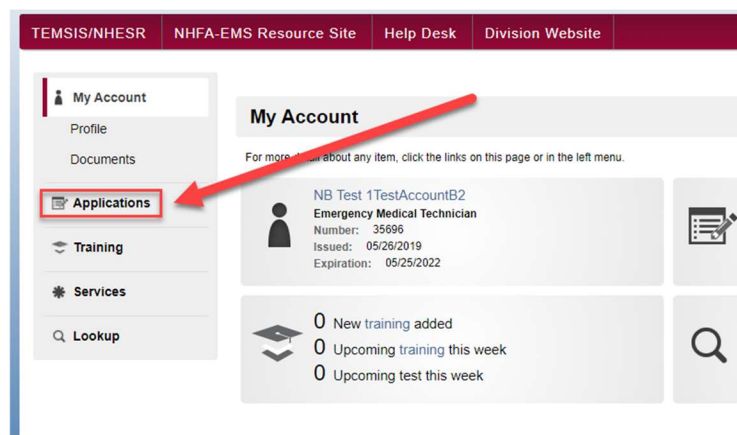 TEMSIS/NHESR NHFA-EMS Resource Site Help Desk Division Website
My Account
Profile
Documents
Applications
Training
Services
Lookup
My Account
For more detail about any item, click the links on this page or in the left menu.
NB Test 1TestAccountB2
Emergency Medical Technician
Number: 35696
Issued: 05/26/2019
Expiration: 05/25/2022
0 New training added
0 Upcoming training this week
0 Upcoming test this week